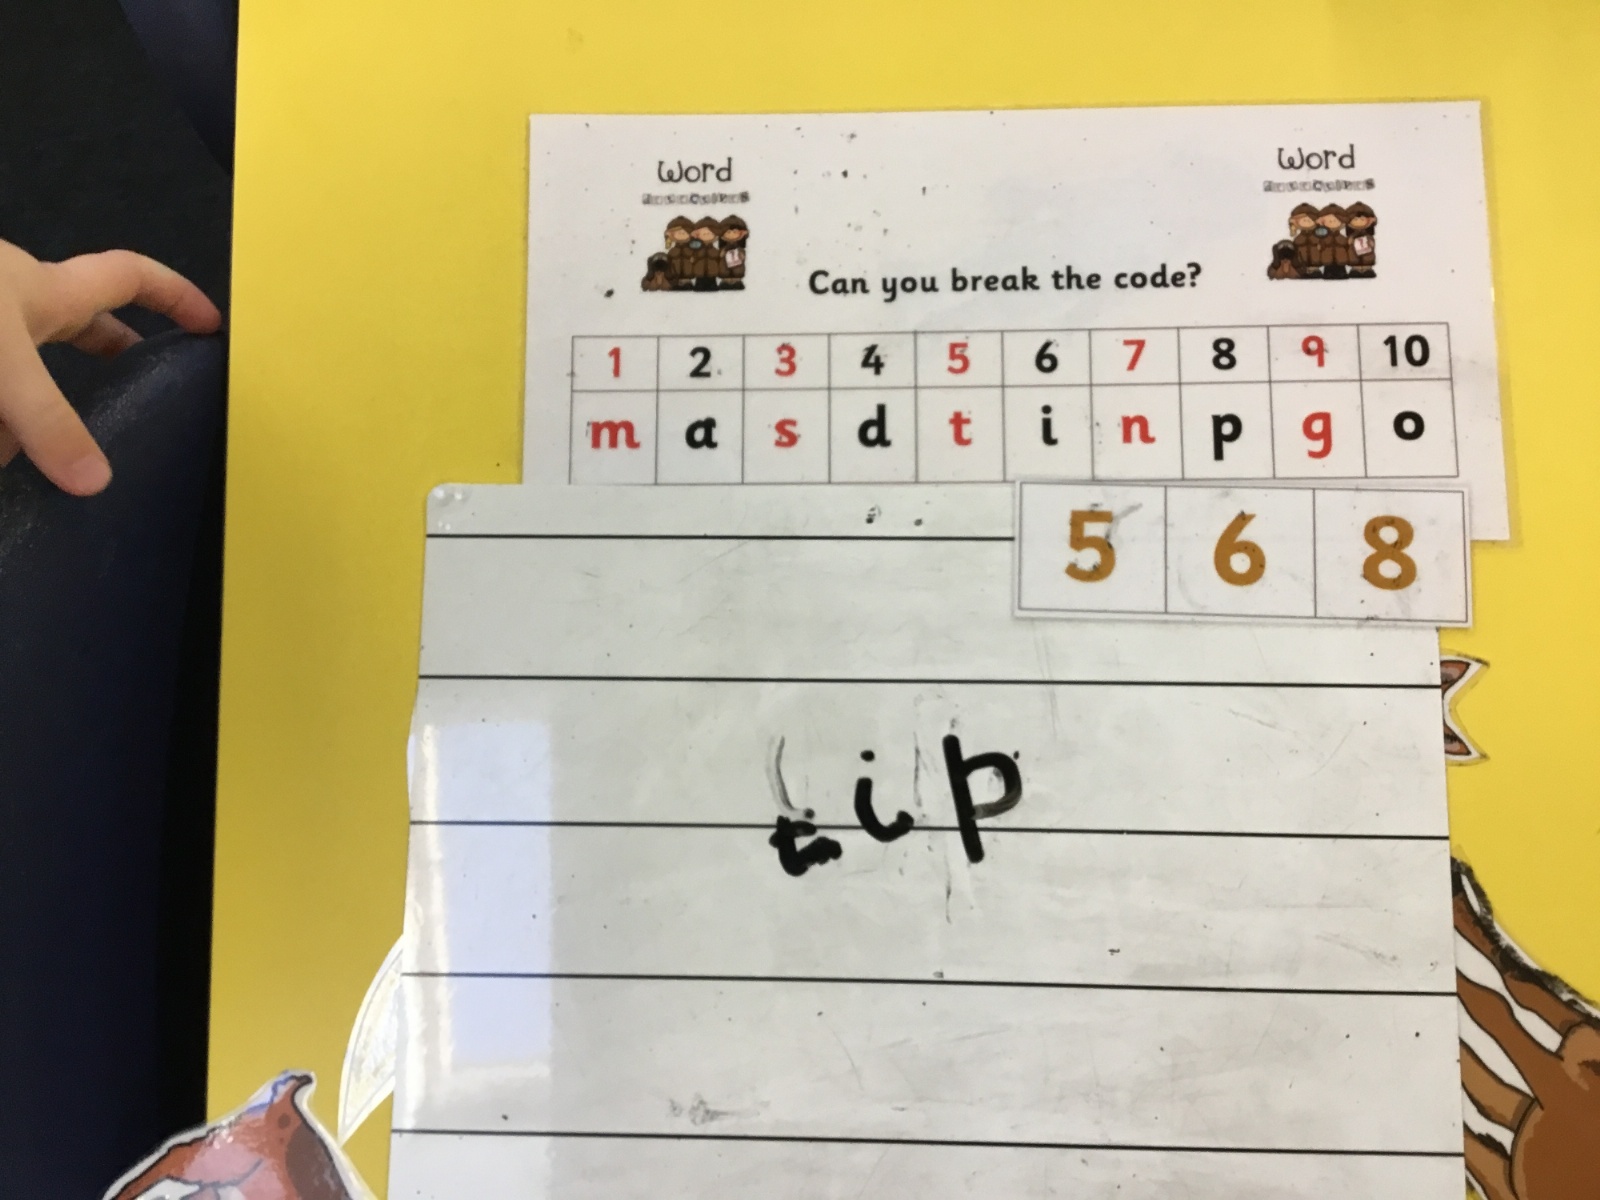 Word
Word
Can you break the code?
1 2 3 4 5 6 7 8 9 10
m a s d t i n p g o
5 6 8
tip